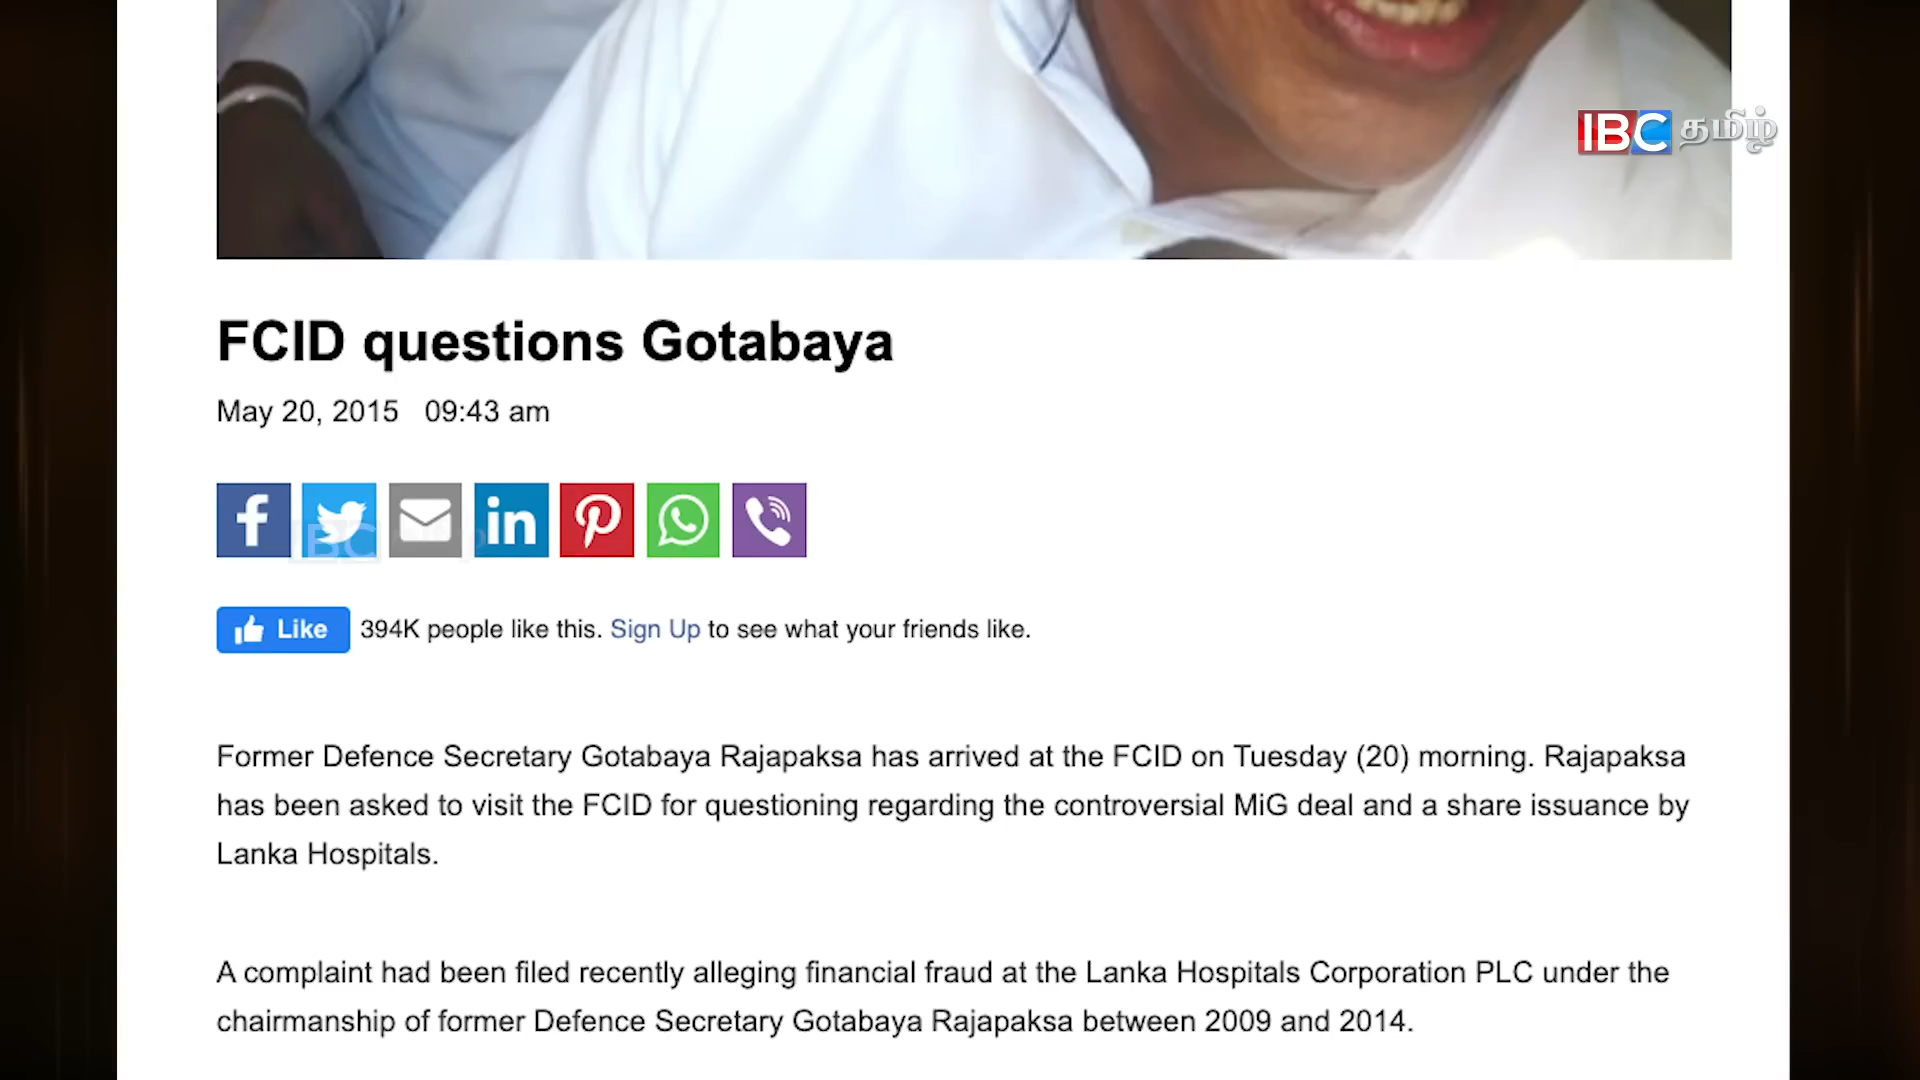 IBC தமிழ்
FCID questions Gotabaya
May 20, 2015 09:43 am
IBC
Like 394K people like this. Sign Up to see what your friends like.
Former Defence Secretary Gotabaya Rajapaksa has arrived at the FCID on Tuesday (20) morning. Rajapaksa
has been asked to visit the FCID for questioning regarding the controversial MiG deal and a share issuance by
Lanka Hospitals.
A complaint had been filed recently alleging financial fraud at the Lanka Hospitals Corporation PLC under the
chairmanship of former Defence Secretary Gotabaya Rajapaksa between 2009 and 2014.